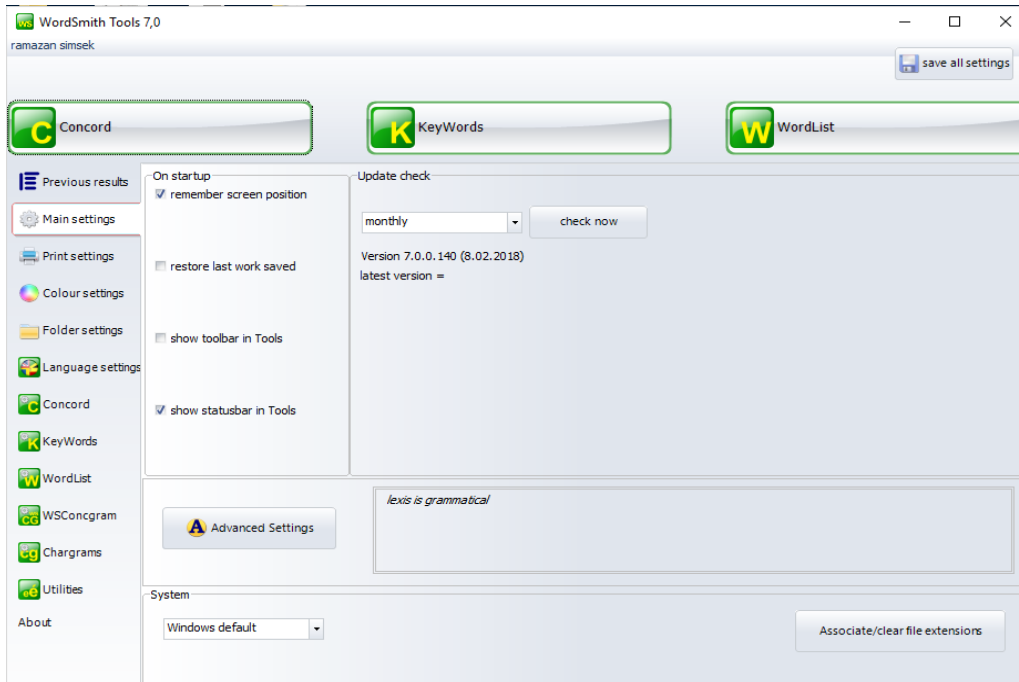 WordSmith Tools 7,0
ramazan simsek
save all settings
Concord
KeyWords
WordList
Previous results
Main settings
Print settings
Colour settings
Folder settings
Language settings
Concord
KeyWords
WordList
WSConcgram
Chargrams
Utilities
About
On startup
remember screen position
restore last work saved
show toolbar in Tools
show statusbar in Tools
Update check
monthly
check now
Version 7.0.0.140 (8.02.2018)
latest version =
Advanced Settings
lexis is grammatical
System
Windows default
Associate/clear file extensions